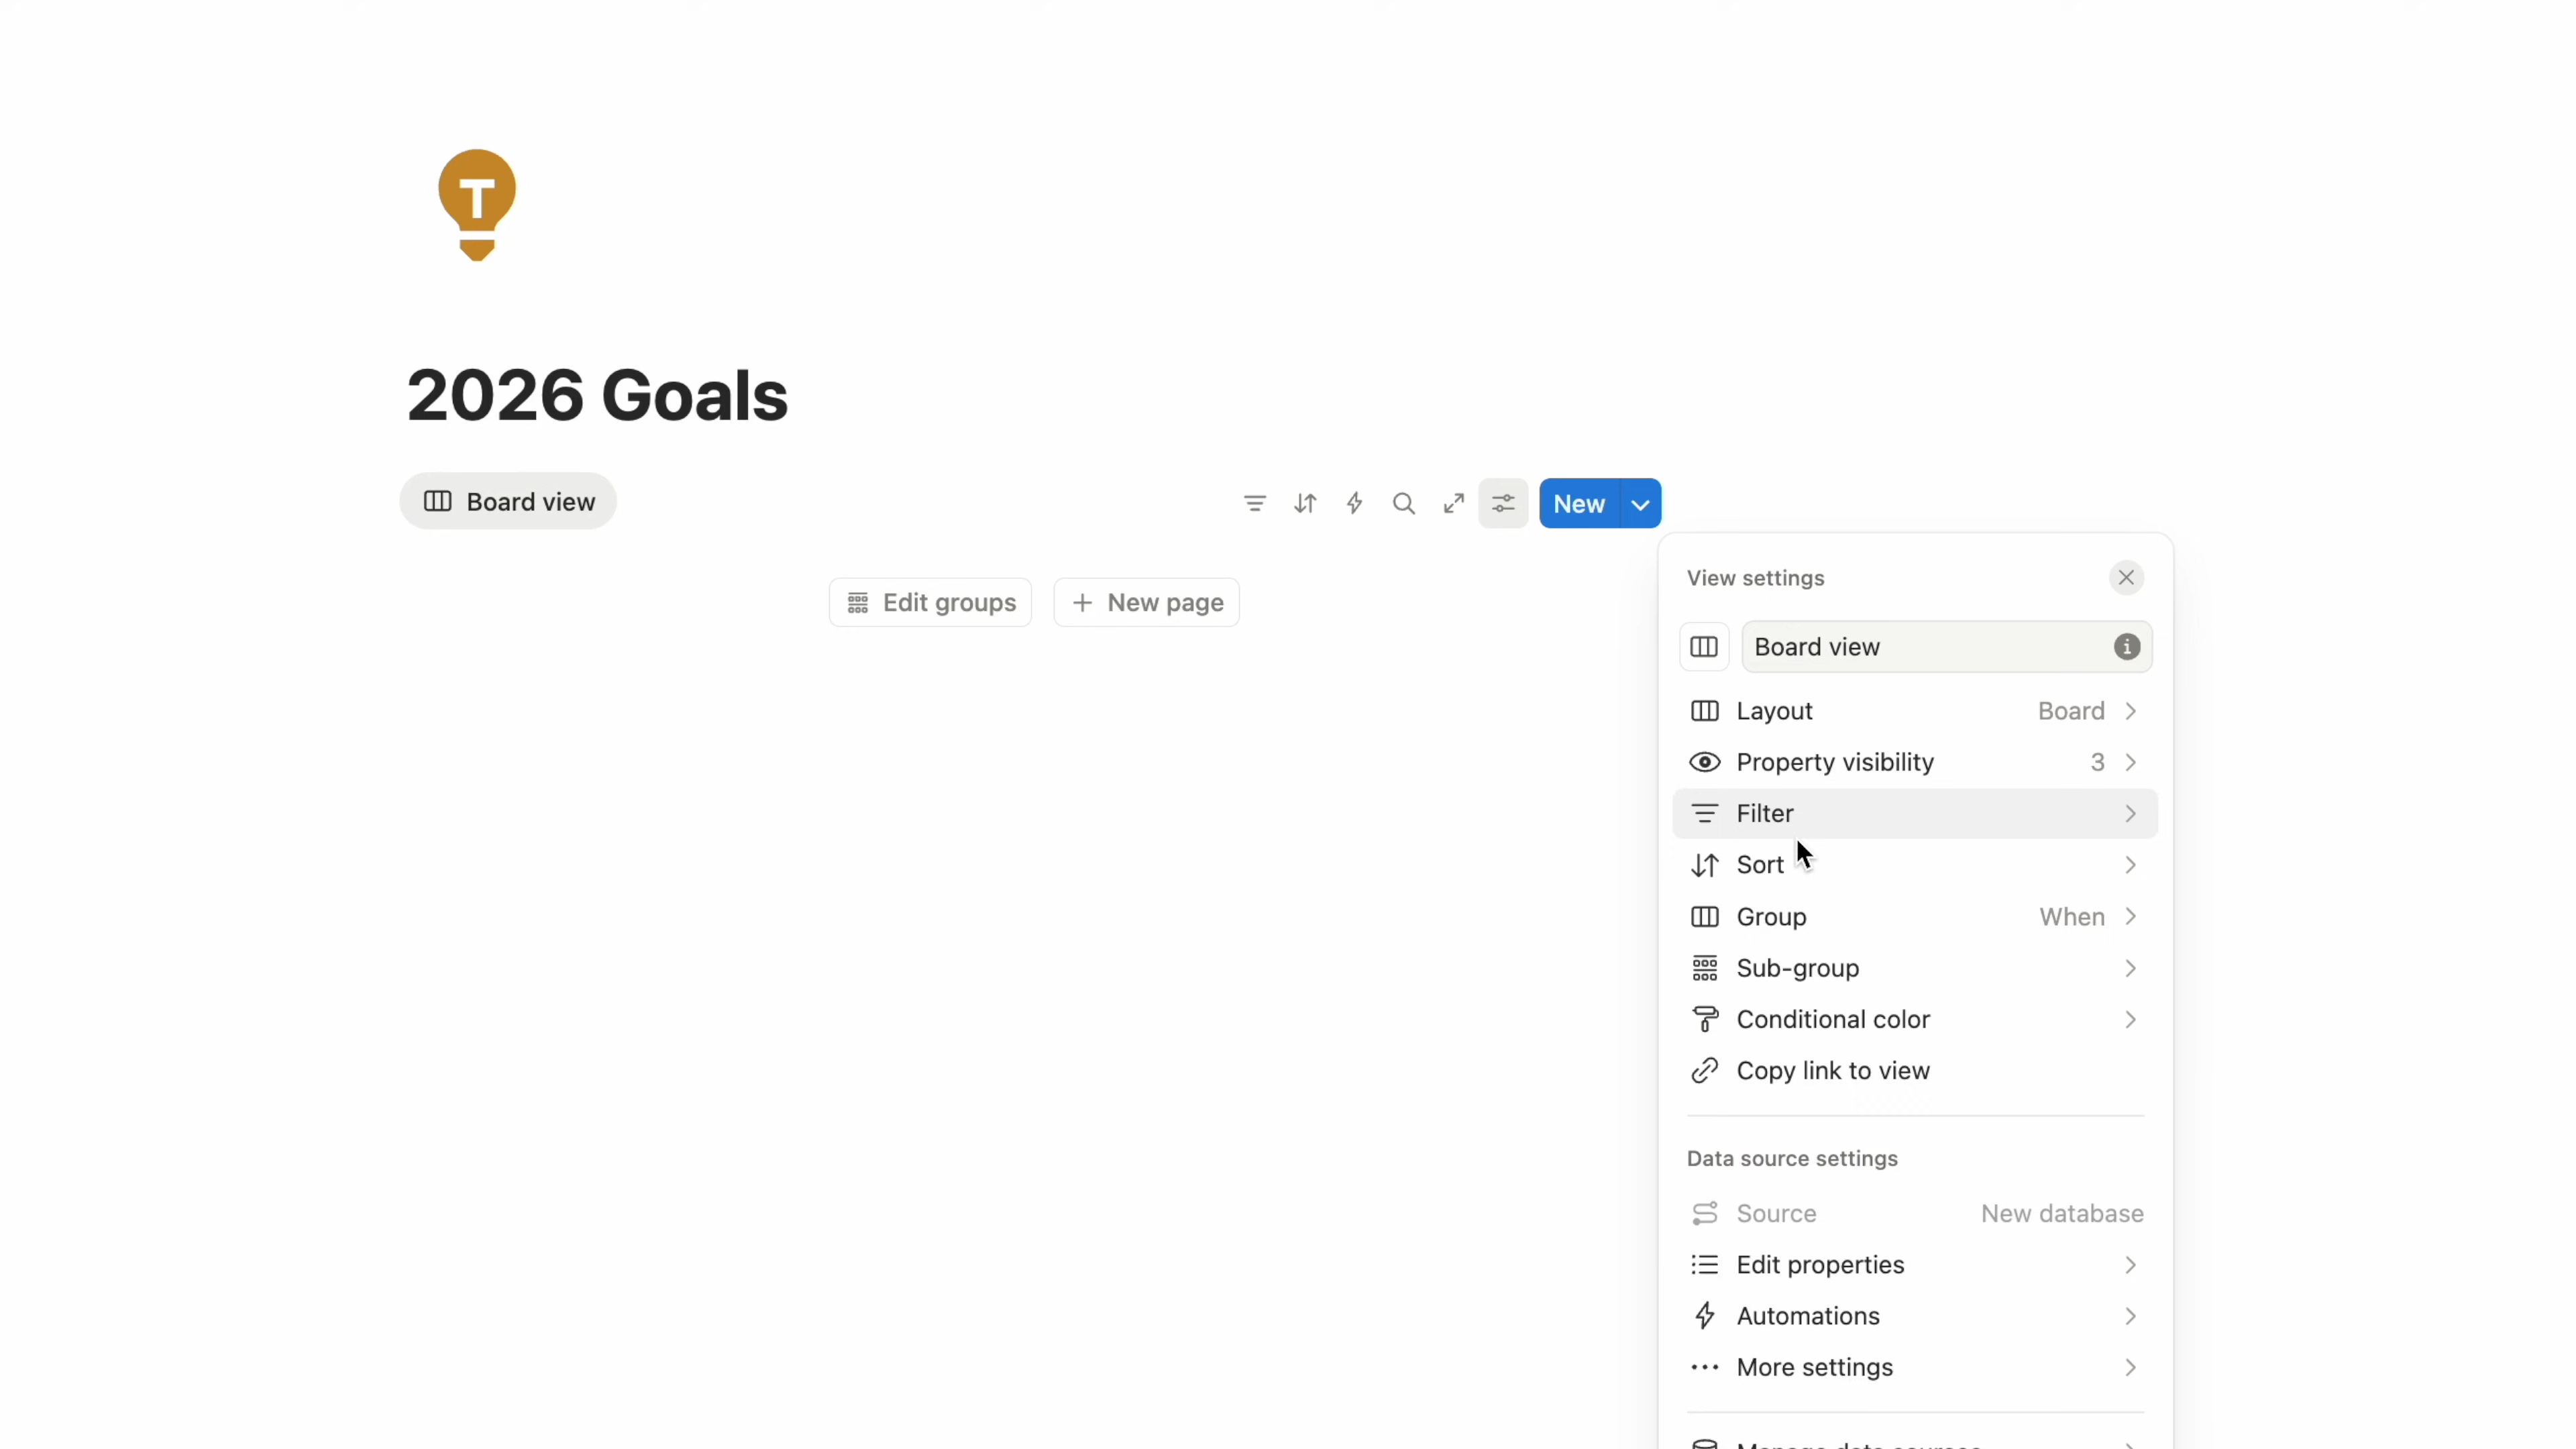 T
2026 Goals
Board view
New
Edit groups
New page
View settings
Board view
Layout Board
Property visibility 3
Filter
Sort
Group When
Sub-group
Conditional color
Copy link to view
Data source settings
Source New database
Edit properties
Automations
More settings